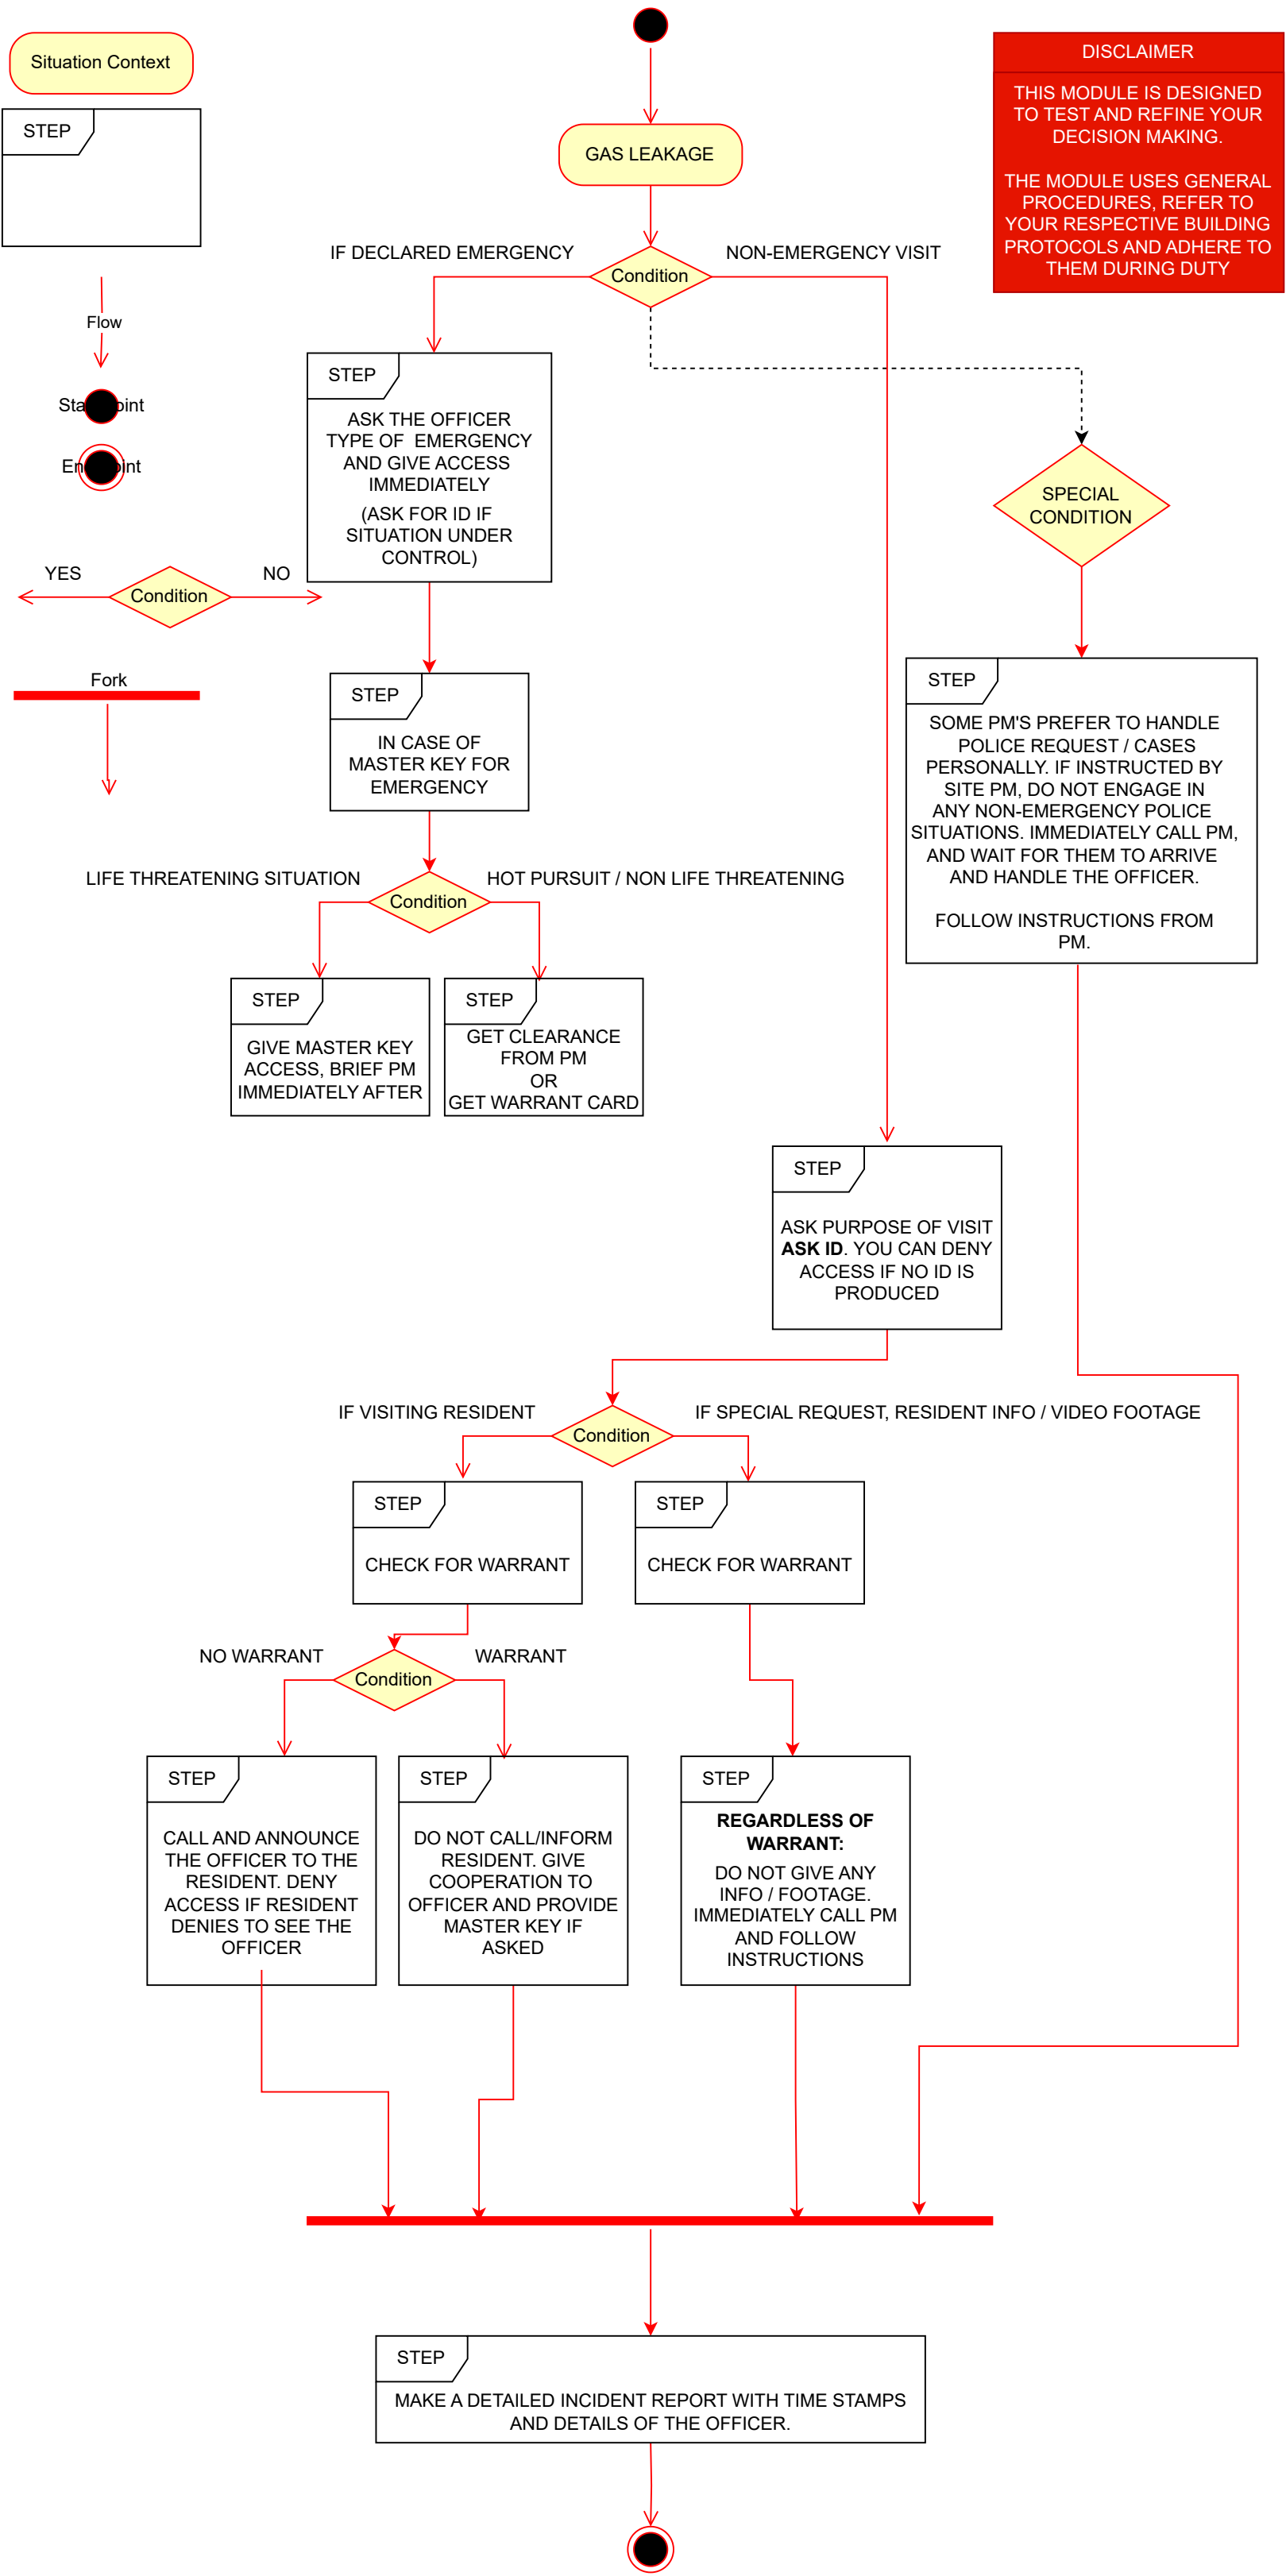 Situation Context
STEP
Flow
Start point
End point
YES
Condition
NO
Fork
DISCLAIMER
THIS MODULE IS DESIGNED
TO TEST AND REFINE YOUR
DECISION MAKING.
THE MODULE USES GENERAL
PROCEDURES, REFER TO
YOUR RESPECTIVE BUILDING
PROTOCOLS AND ADHERE TO
THEM DURING DUTY
GAS LEAKAGE
IF DECLARED EMERGENCY
Condition
NON-EMERGENCY VISIT
STEP
ASK THE OFFICER
TYPE OF EMERGENCY
AND GIVE ACCESS
IMMEDIATELY
(ASK FOR ID IF
SITUATION UNDER
CONTROL)
SPECIAL
CONDITION
STEP
IN CASE OF
MASTER KEY FOR
EMERGENCY
STEP
SOME PM'S PREFER TO HANDLE
POLICE REQUEST / CASES
PERSONALLY. IF INSTRUCTED BY
SITE PM, DO NOT ENGAGE IN
ANY NON-EMERGENCY POLICE
SITUATIONS. IMMEDIATELY CALL PM,
AND WAIT FOR THEM TO ARRIVE
AND HANDLE THE OFFICER.
FOLLOW INSTRUCTIONS FROM
PM.
LIFE THREATENING SITUATION
Condition
HOT PURSUIT / NON LIFE THREATENING
STEP
GIVE MASTER KEY
ACCESS, BRIEF PM
IMMEDIATELY AFTER
STEP
GET CLEARANCE
FROM PM
OR
GET WARRANT CARD
STEP
ASK PURPOSE OF VISIT
ASK ID. YOU CAN DENY
ACCESS IF NO ID IS
PRODUCED
IF VISITING RESIDENT
Condition
IF SPECIAL REQUEST, RESIDENT INFO / VIDEO FOOTAGE
STEP
CHECK FOR WARRANT
STEP
CHECK FOR WARRANT
NO WARRANT
Condition
WARRANT
STEP
CALL AND ANNOUNCE
THE OFFICER TO THE
RESIDENT. DENY
ACCESS IF RESIDENT
DENIES TO SEE THE
OFFICER
STEP
DO NOT CALL/INFORM
RESIDENT. GIVE
COOPERATION TO
OFFICER AND PROVIDE
MASTER KEY IF
ASKED
STEP
REGARDLESS OF
WARRANT:
DO NOT GIVE ANY
INFO / FOOTAGE.
IMMEDIATELY CALL PM
AND FOLLOW
INSTRUCTIONS
STEP
MAKE A DETAILED INCIDENT REPORT WITH TIME STAMPS
AND DETAILS OF THE OFFICER.